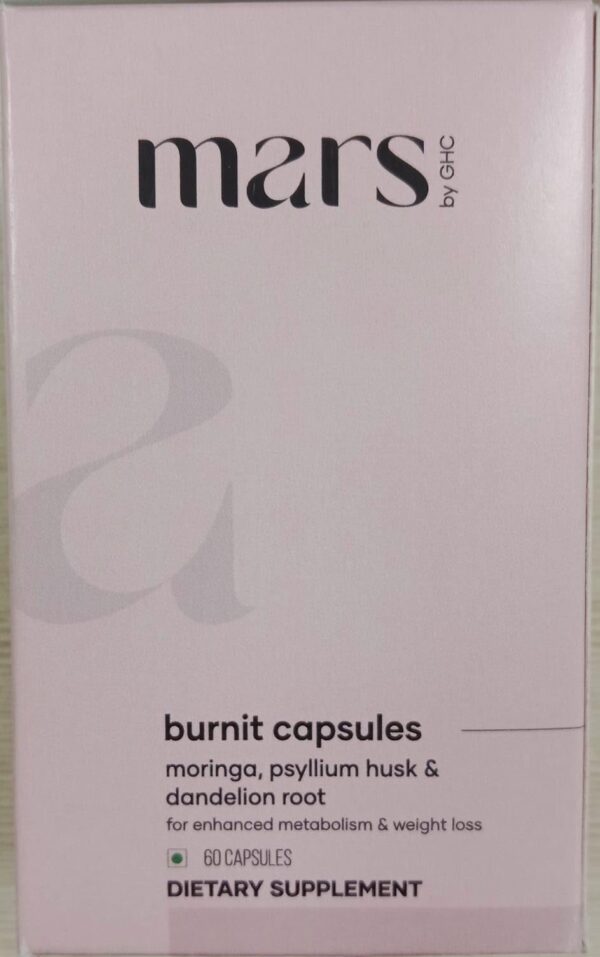 mars
by GHC
a
burnit capsules
moringa, psyllium husk &
dandelion root
for enhanced metabolism & weight loss
60 CAPSULES
DIETARY SUPPLEMENT